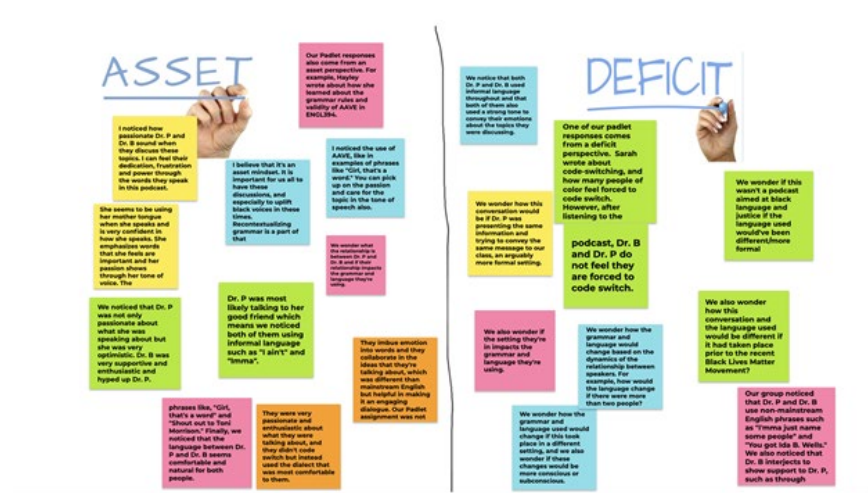 ASSET
Our Padlet responses
also come from an
asset perspective. For
example, Hayley
wrote about how she
learned about the
grammar rules and
validity of AAVE in
ENGL394.
I noticed how
passionate Dr. P and
Dr. B sound when
they discuss these
topics. I can feel their
dedication, frustration
and power through
the words they speak
in this podcast.
I believe that it's an
asset mindset. It is
important for us all to
have these
discussions, and
especially to uplift
black voices in these
times.
Recontextualizing
grammar is a part of
that
I noticed the use of
AAVE, like in
examples of phrases
like "Girl, that's a
word." You can pick
up on the passion
and care for the
topic in the tone of
speech also.
She seems to be using
her mother tongue
when she speaks and
is very confident in
how she speaks. She
emphasizes words
that she feels are
important and her
passion shows
through her tone of
voice. The
We wonder what
the relationship is
between Dr. P and
Dr. B and if their
relationship impacts
the grammar and
language they're
using.
We noticed that Dr. P
was not only
passionate about
what she was
speaking about but
she was very
optimistic. Dr. B was
very supportive and
enthusiastic and
hyped up Dr. P.
Dr. P was most
likely talking to her
good friend which
means we noticed
both of them using
informal language
such as "I ain't" and
"Imma".
They imbue emotion
into words and they
collaborate in the
ideas that they're
talking about, which
was different than
mainstream English
but helpful in making
it an engaging
dialogue. Our Padlet
assignment was not
phrases like, "Girl,
that's a word" and
"Shout out to Toni
Morrison." Finally, we
noticed that the
language between Dr.
P and Dr. B seems
comfortable and
natural for both
people.
They were very
passionate and
enthusiastic about
what they were
talking about, and
they didn't code
switch but instead
used the dialect that
was most comfortable
to them.
DEFICIT
We notice that both
Dr. P and Dr. B used
informal language
throughout and that
both of them also
used a strong tone to
convey their emotions
about the topics they
were discussing.
One of our padlet
responses comes
from a deficit
perspective. Sarah
wrote about
code-switching, and
how many people of
color feel forced to
code switch.
However, after
listening to the
podcast, Dr. B
and Dr. P do
not feel they
are forced to
code switch.
We wonder if this
wasn't a podcast
aimed at black
language and
justice if the
language used
would've been
different/more
formal
We wonder how this
conversation would
be if Dr. P was
presenting the same
information and
trying to convey the
same message to our
class, an arguably
more formal setting.
We also wonder if
the setting they're
in impacts the
grammar and
language they're
using.
We wonder how the
grammar and
language would
change based on the
dynamics of the
relationship between
speakers. For
example, how would
the language change
if there were more
than two people?
We also wonder
how this
conversation and
the language used
would be different if
it had taken place
prior to the recent
Black Lives Matter
Movement?
We wonder how the
grammar and
language used would
change if this took
place in a different
setting, and we also
wonder if these
changes would be
more conscious or
subconscious.
Our group noticed
that Dr. P and Dr. B
use non-mainstream
English phrases such
as "I'mma just name
some people" and
"You got Ida B. Wells."
We also noticed that
Dr. B interjects to
show support to Dr. P,
such as through